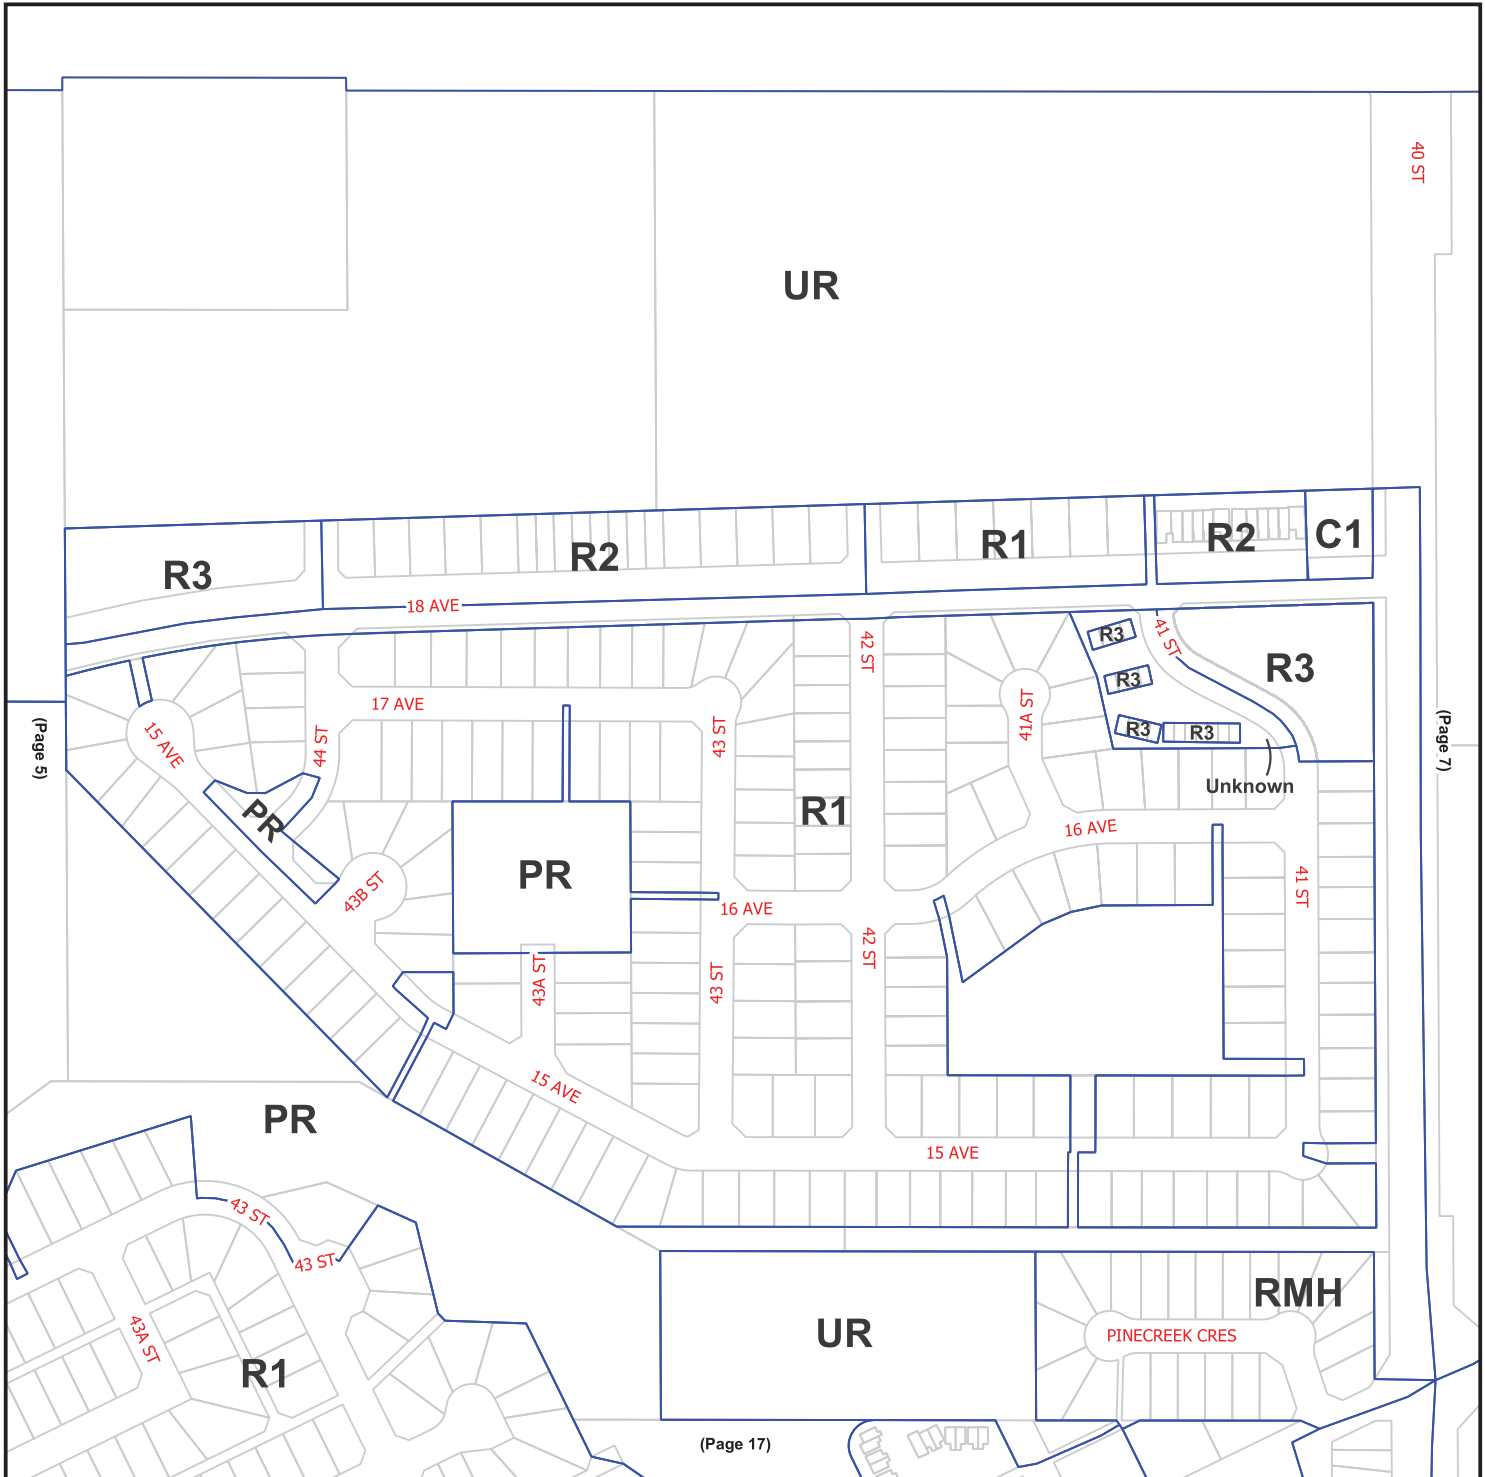 40 ST
UR
R3
R2
R1
R2
C1
18 AVE
42 ST
R3
41 ST
R3
R3
17 AVE
41A ST
15 AVE
44 ST
43 ST
R3
R3
(Page 5)
(Page 7)
Unknown
PR
R1
16 AVE
PR
43B ST
41 ST
16 AVE
42 ST
43A ST
43 ST
15 AVE
PR
15 AVE
43 ST
43 ST
RMH
43A ST
UR
PINECREEK CRES
R1
(Page 17)